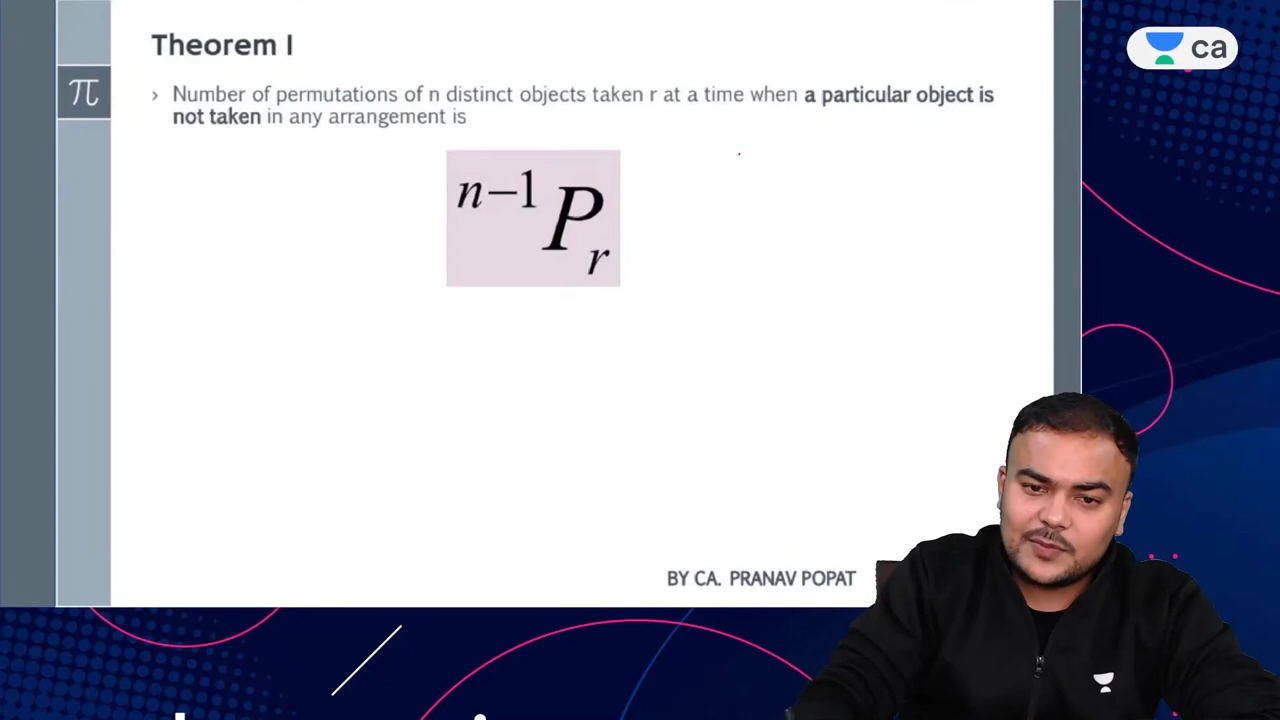 ca
Theorem I
π
› Number of permutations of n distinct objects taken r at a time when a particular object is
not taken in any arrangement is
n−1
P
r
BY CA. PRANAV POPAT